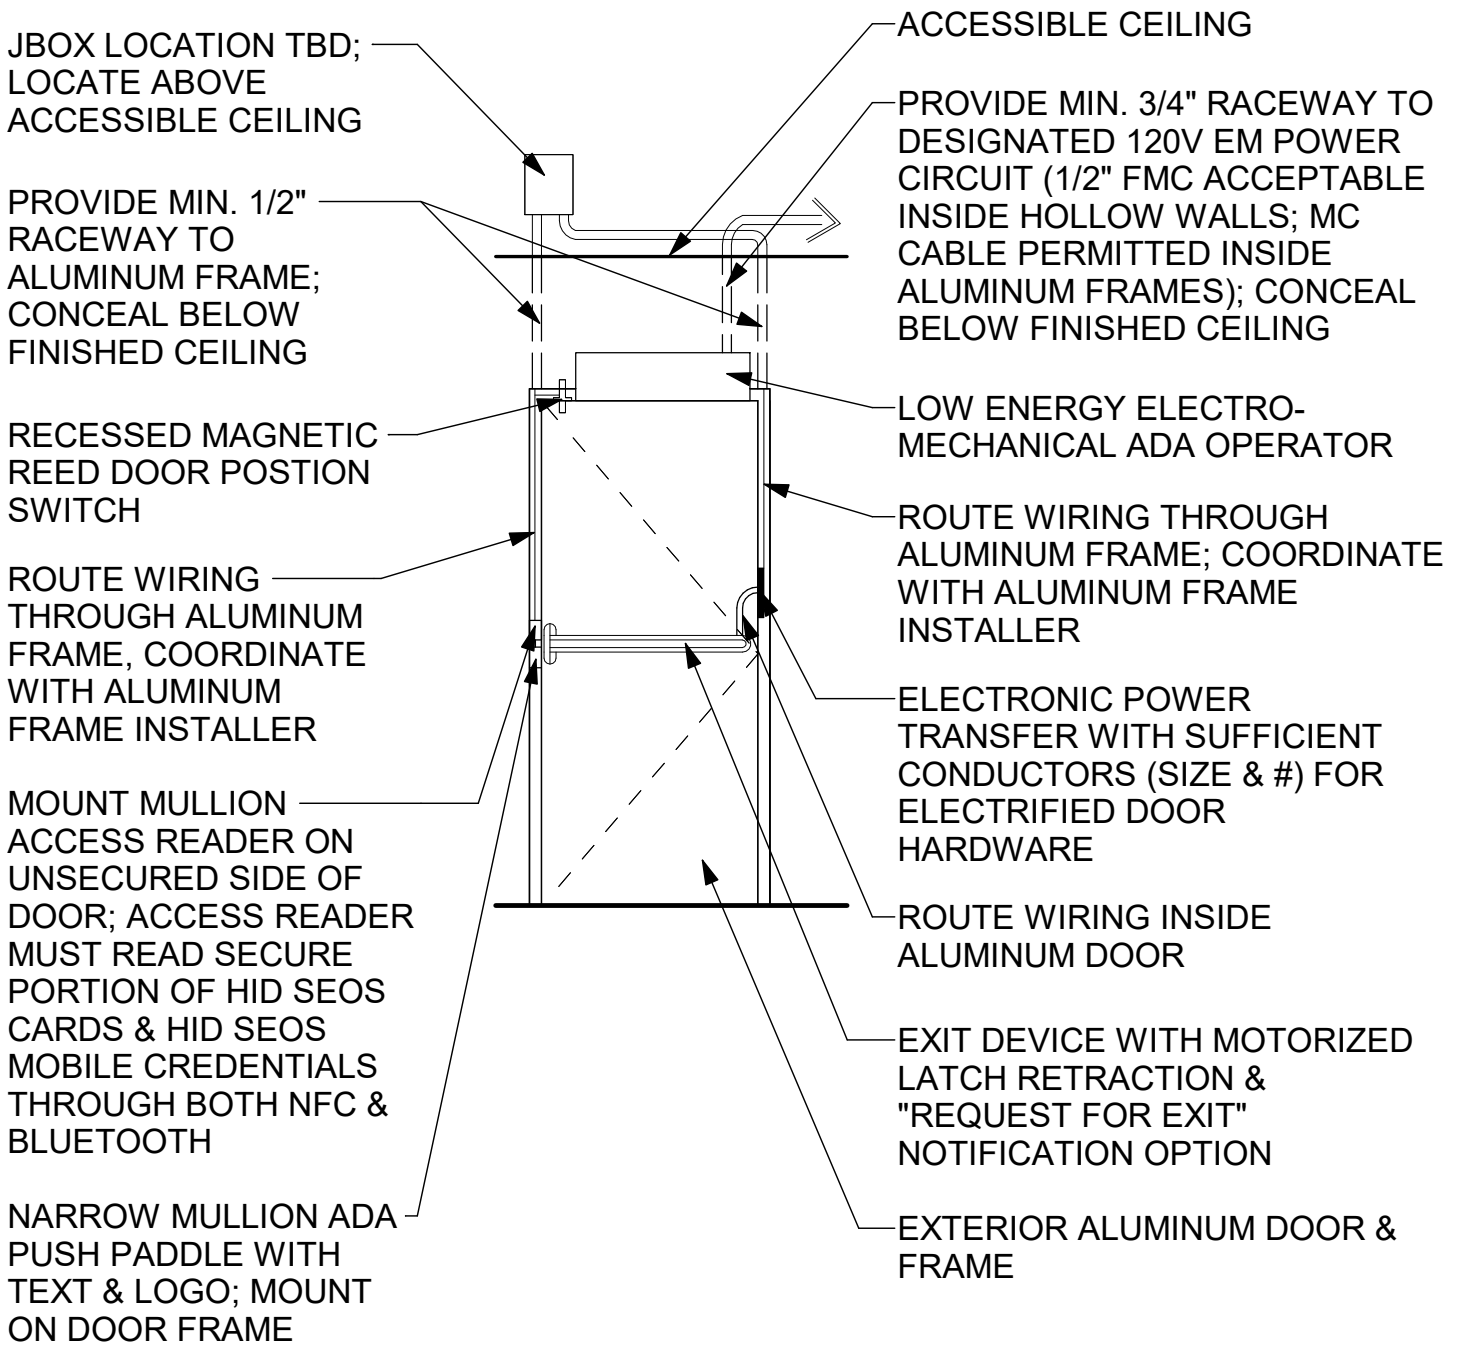 JBOX LOCATION TBD;
LOCATE ABOVE
ACCESSIBLE CEILING
PROVIDE MIN. 1/2"
RACEWAY TO
ALUMINUM FRAME;
CONCEAL BELOW
FINISHED CEILING
RECESSED MAGNETIC
REED DOOR POSTION
SWITCH
ROUTE WIRING
THROUGH ALUMINUM
FRAME, COORDINATE
WITH ALUMINUM
FRAME INSTALLER
MOUNT MULLION
ACCESS READER ON
UNSECURED SIDE OF
DOOR; ACCESS READER
MUST READ SECURE
PORTION OF HID SEOS
CARDS & HID SEOS
MOBILE CREDENTIALS
THROUGH BOTH NFC &
BLUETOOTH
NARROW MULLION ADA
PUSH PADDLE WITH
TEXT & LOGO; MOUNT
ON DOOR FRAME
ACCESSIBLE CEILING
PROVIDE MIN. 3/4" RACEWAY TO
DESIGNATED 120V EM POWER
CIRCUIT (1/2" FMC ACCEPTABLE
INSIDE HOLLOW WALLS; MC
CABLE PERMITTED INSIDE
ALUMINUM FRAMES); CONCEAL
BELOW FINISHED CEILING
LOW ENERGY ELECTRO-
MECHANICAL ADA OPERATOR
ROUTE WIRING THROUGH
ALUMINUM FRAME; COORDINATE
WITH ALUMINUM FRAME
INSTALLER
ELECTRONIC POWER
TRANSFER WITH SUFFICIENT
CONDUCTORS (SIZE & #) FOR
ELECTRIFIED DOOR
HARDWARE
ROUTE WIRING INSIDE
ALUMINUM DOOR
EXIT DEVICE WITH MOTORIZED
LATCH RETRACTION &
"REQUEST FOR EXIT"
NOTIFICATION OPTION
EXTERIOR ALUMINUM DOOR &
FRAME